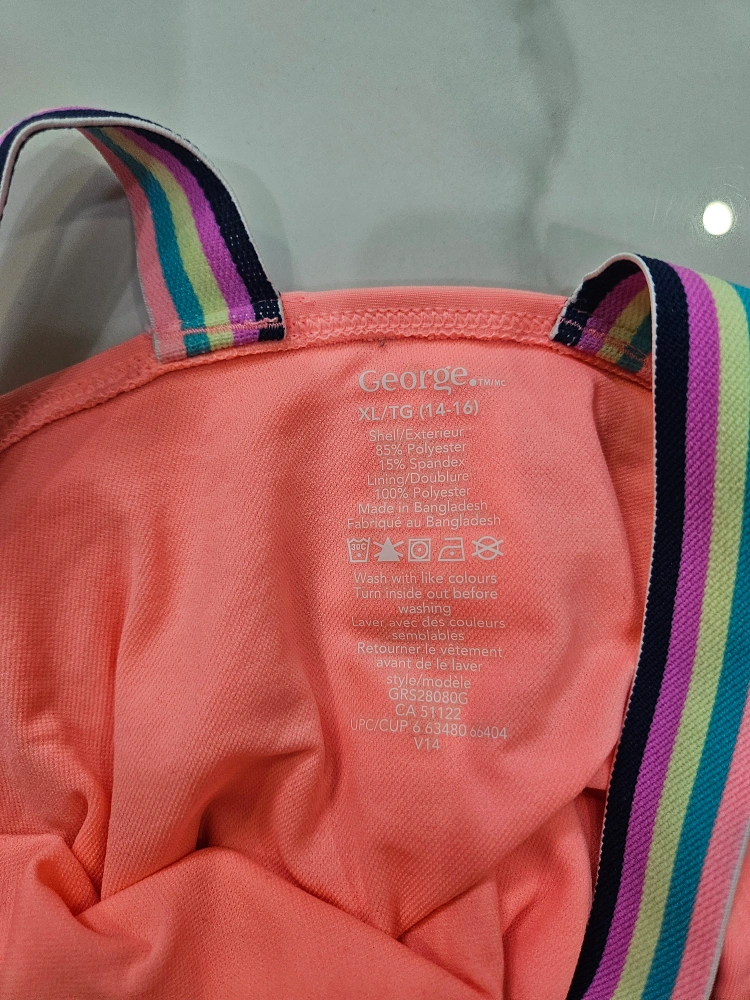 George.TM/MC
XL/TG (14-16)
Shell/Extérieur
85% Polyester
15% Spandex
Lining/Doublure
100% Polyester
Made in Bangladesh
Fabriqué au Bangladesh
30C
Wash with like colours
Turn inside out before
washing
Laver avec des couleurs
semblables
Retourner le vêtement
avant de le laver
style/modèle
GRS28080G
CA 51122
UPC/CUP 6 63480 66404
V14